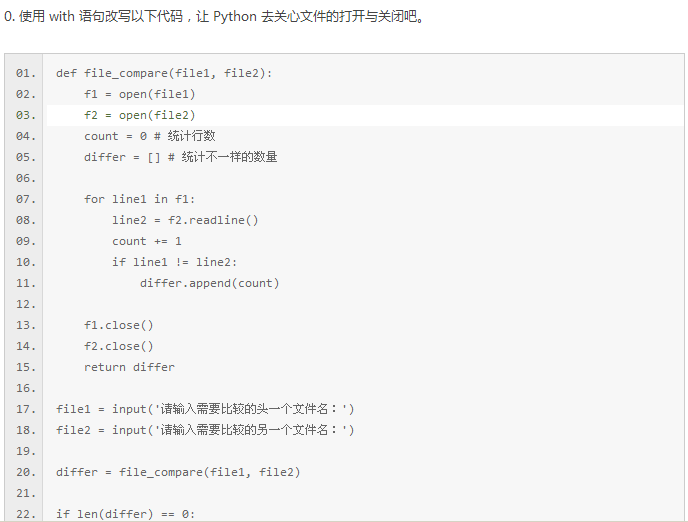 0. 使用 with 语句改写以下代码，让 Python 去关心文件的打开与关闭吧。
01. def file_compare(file1, file2):
02.     f1 = open(file1)
03.     f2 = open(file2)
04.     count = 0 # 统计行数
05.     differ = [] # 统计不一样的数量
06.
07.     for line1 in f1:
08.         line2 = f2.readline()
09.         count += 1
10.         if line1 != line2:
11.             differ.append(count)
12.
13.     f1.close()
14.     f2.close()
15.     return differ
16.
17. file1 = input('请输入需要比较的头一个文件名：')
18. file2 = input('请输入需要比较的另一个文件名：')
19.
20. differ = file_compare(file1, file2)
21.
22. if len(differ) == 0: